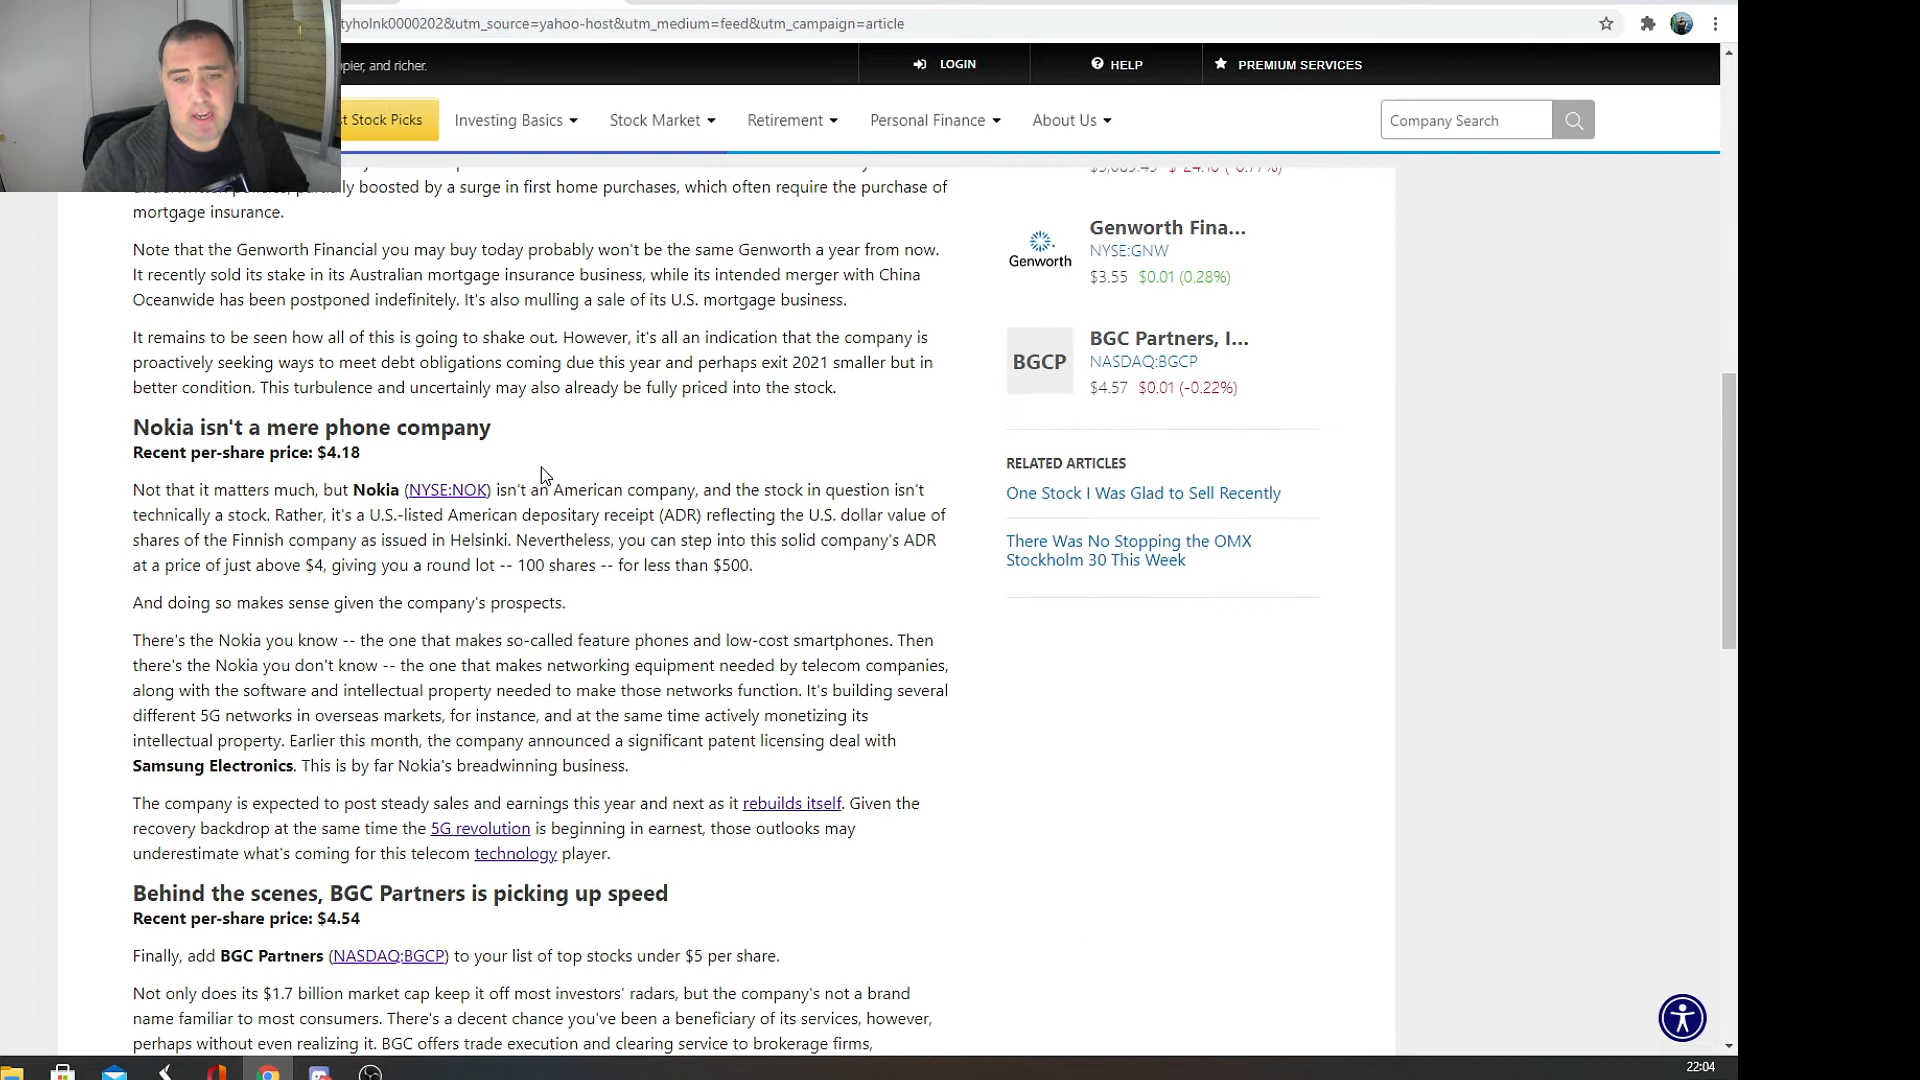 tyholnk0000202&utm_source=yahoo-host&utm_medium=feed&utm_campaign=article
pier, and richer.
LOGIN
HELP
PREMIUM SERVICES
t Stock Picks
Investing Basics
Stock Market
Retirement
Personal Finance
About Us
Company Search
boosted by a surge in first home purchases, which often require the purchase of
mortgage insurance.
Note that the Genworth Financial you may buy today probably won't be the same Genworth a year from now.
It recently sold its stake in its Australian mortgage insurance business, while its intended merger with China
Oceanwide has been postponed indefinitely. It's also mulling a sale of its U.S. mortgage business.
It remains to be seen how all of this is going to shake out. However, it's all an indication that the company is
proactively seeking ways to meet debt obligations coming due this year and perhaps exit 2021 smaller but in
better condition. This turbulence and uncertainly may also already be fully priced into the stock.
Nokia isn't a mere phone company
Recent per-share price: $4.18
Not that it matters much, but Nokia (NYSE:NOK) isn't an American company, and the stock in question isn't
technically a stock. Rather, it's a U.S.-listed American depositary receipt (ADR) reflecting the U.S. dollar value of
shares of the Finnish company as issued in Helsinki. Nevertheless, you can step into this solid company's ADR
at a price of just above $4, giving you a round lot -- 100 shares -- for less than $500.
And doing so makes sense given the company's prospects.
There's the Nokia you know -- the one that makes so-called feature phones and low-cost smartphones. Then
there's the Nokia you don't know -- the one that makes networking equipment needed by telecom companies,
along with the software and intellectual property needed to make those networks function. It's building several
different 5G networks in overseas markets, for instance, and at the same time actively monetizing its
intellectual property. Earlier this month, the company announced a significant patent licensing deal with
Samsung Electronics. This is by far Nokia's breadwinning business.
The company is expected to post steady sales and earnings this year and next as it rebuilds itself. Given the
recovery backdrop at the same time the 5G revolution is beginning in earnest, those outlooks may
underestimate what's coming for this telecom technology player.
Behind the scenes, BGC Partners is picking up speed
Recent per-share price: $4.54
Finally, add BGC Partners (NASDAQ:BGCP) to your list of top stocks under $5 per share.
Not only does its $1.7 billion market cap keep it off most investors' radars, but the company's not a brand
name familiar to most consumers. There's a decent chance you've been a beneficiary of its services, however,
perhaps without even realizing it. BGC offers trade execution and clearing service to brokerage firms,
Genworth
Genworth Fina...
NYSE:GNW
$3.55 $0.01 (0.28%)
BGCP
BGC Partners, I...
NASDAQ:BGCP
$4.57 $0.01 (-0.22%)
RELATED ARTICLES
One Stock I Was Glad to Sell Recently
There Was No Stopping the OMX
Stockholm 30 This Week
22:04